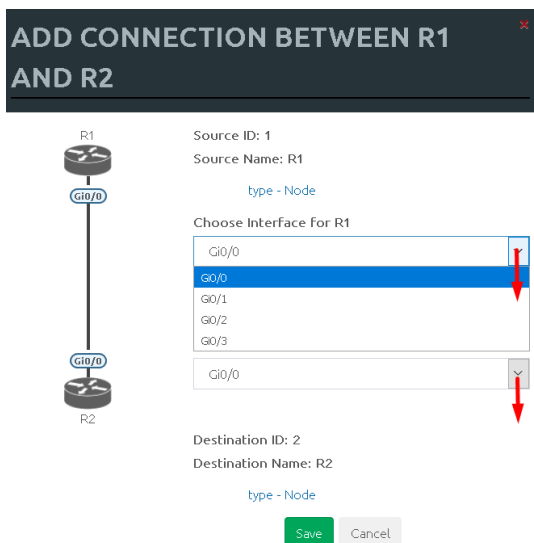 ADD CONNECTION BETWEEN R1
AND R2
R1
Source ID: 1
Source Name: R1
Gi0/0
type - Node
Choose Interface for R1
Gi0/0
Gi0/0
Gi0/1
Gi0/2
Gi0/3
Gi0/0
Gi0/0
R2
Destination ID: 2
Destination Name: R2
type - Node
Save Cancel